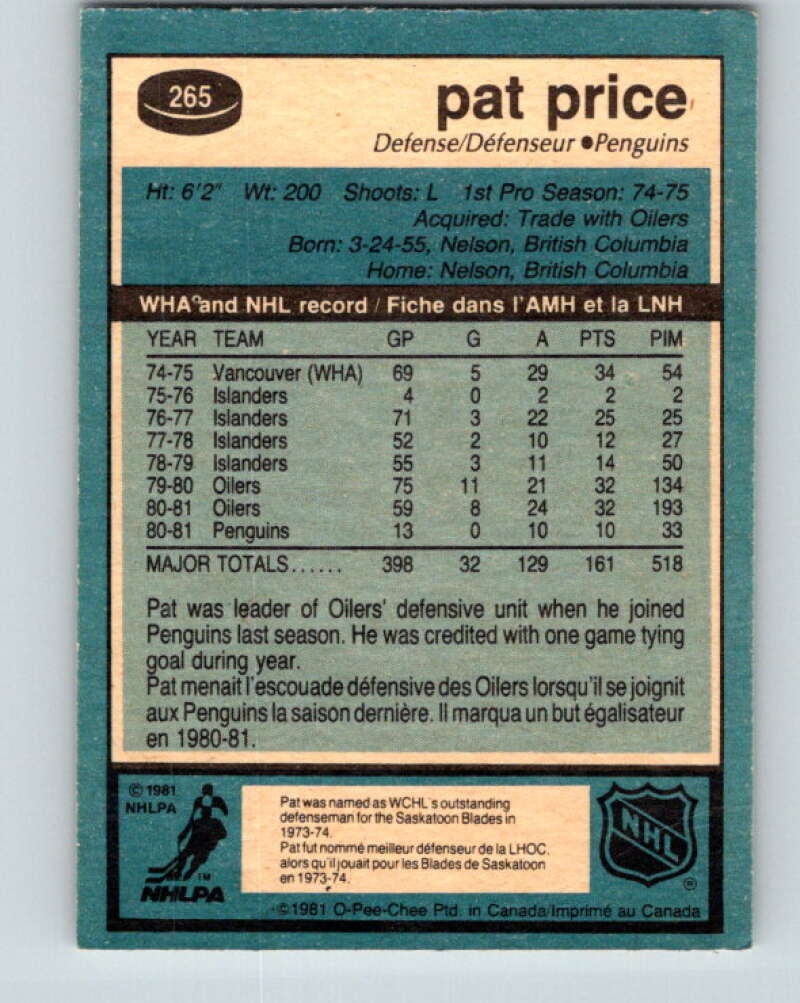 265
pat price
Defense/Défenseur ●Penguins
Ht: 6'2" Wt: 200 Shoots: L 1st Pro Season: 74-75
Acquired: Trade with Oilers
Born: 3-24-55, Nelson, British Columbia
Home: Nelson, British Columbia
WHA and NHL record / Fiche dans l'AMH et la LNH
YEAR TEAM GP G A PTS PIM
74-75 Vancouver (WHA) 69 5 29 34 54
75-76 Islanders 4 0 2 2 2
76-77 Islanders 71 3 22 25 25
77-78 Islanders 52 2 10 12 27
78-79 Islanders 55 3 11 14 50
79-80 Oilers 75 11 21 32 134
80-81 Oilers 59 8 24 32 193
80-81 Penguins 13 0 10 10 33
MAJOR TOTALS...... 398 32 129 161 518
Pat was leader of Oilers' defensive unit when he joined
Penguins last season. He was credited with one game tying
goal during year.
Pat menait l'escouade défensive des Oilers lorsqu'il se joignit
aux Penguins la saison dernière. Il marqua un but égalisateur
en 1980-81.
© 1981
NHLPA
TM
NHLPA
Pat was named as WCHL's outstanding
defenseman for the Saskatoon Blades in
1973-74.
Pat fut nommé meilleur défenseur de la LHOC.
alors qu'il jouait pour les Blades de Saskatoon
en 1973-74.
NHL
®
©1981 O-Pee-Chee Ptd. in Canada/Imprimé au Canada